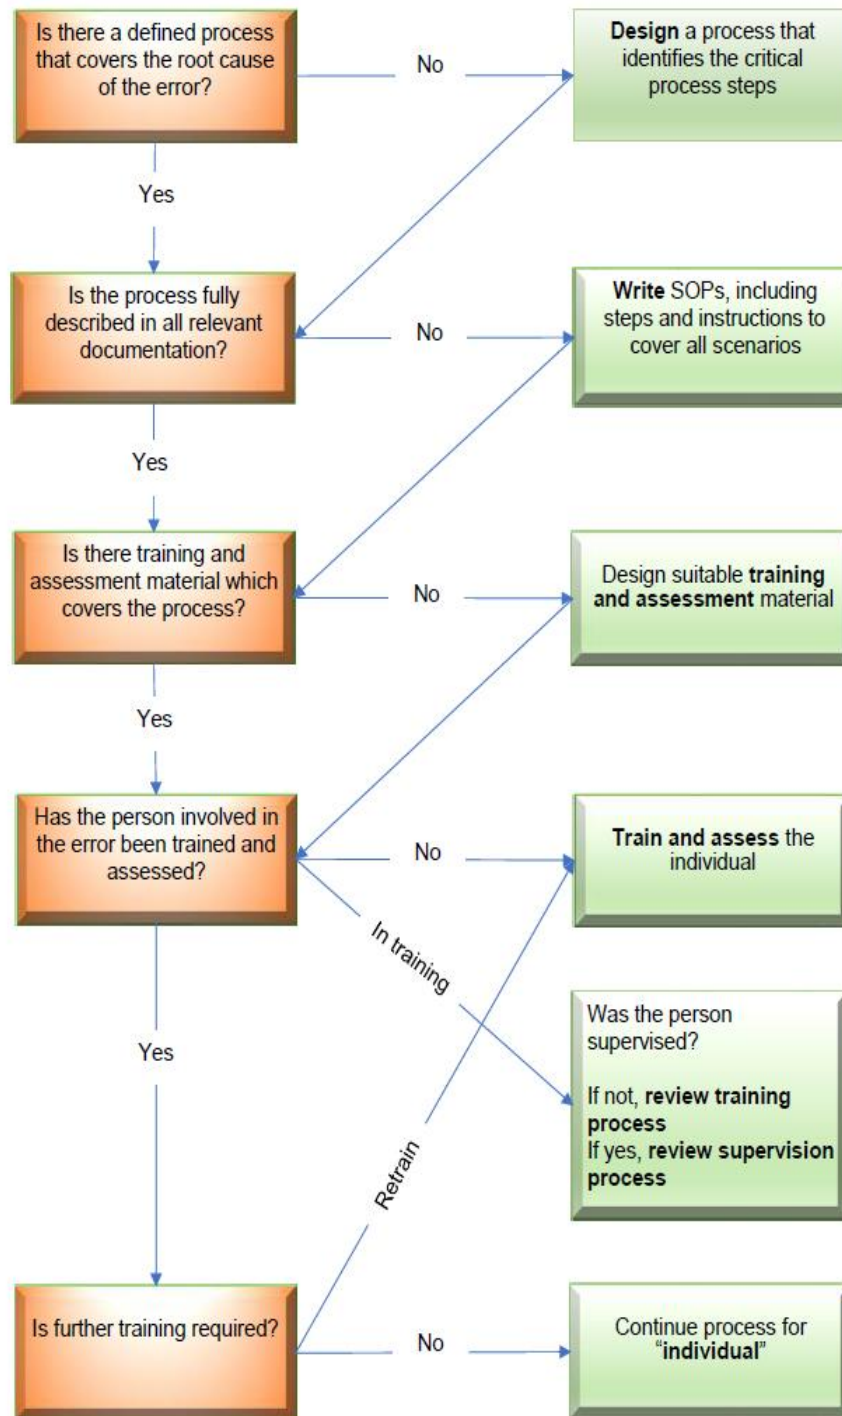 Is there a defined process
that covers the root cause
of the error?
No
Design a process that
identifies the critical
process steps
Yes
Is the process fully
described in all relevant
documentation?
No
Write SOPs, including
steps and instructions to
cover all scenarios
Yes
Is there training and
assessment material which
covers the process?
No
Design suitable training
and assessment material
Yes
Has the person involved in
the error been trained and
assessed?
No
Train and assess the
individual
In training
Was the person
supervised?
If not, review training
process
If yes, review supervision
process
Yes
Retrain
Is further training required?
No
Continue process for
“individual”